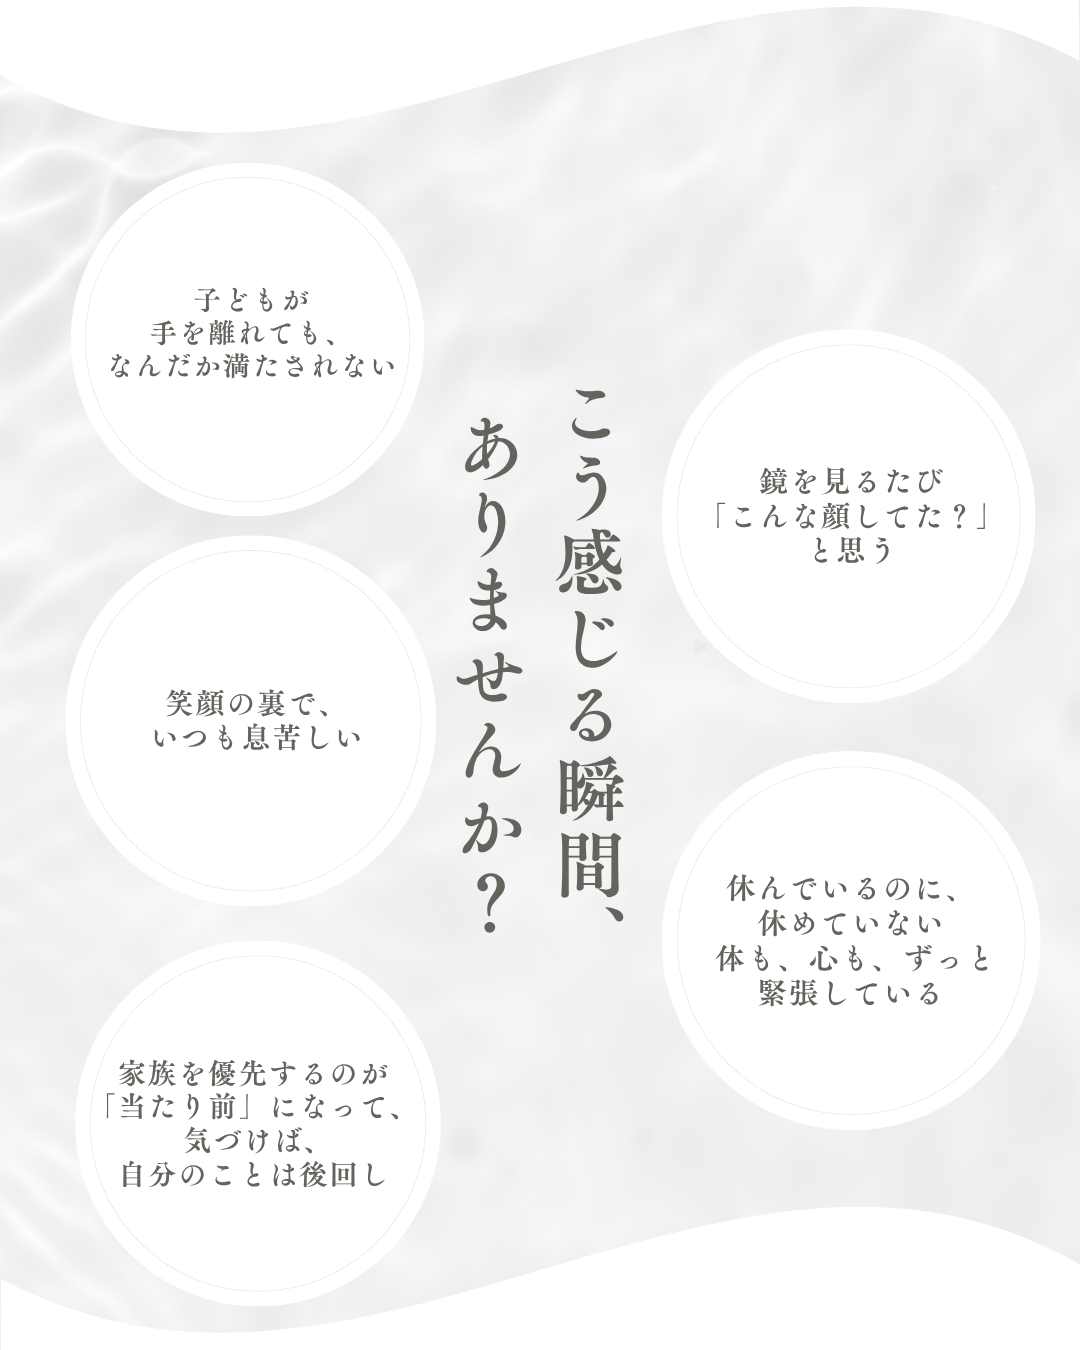 こう感じる瞬間、
ありませんか？
子どもが
手を離れても、
なんだか満たされない
鏡を見るたび
「こんな顔してた？」
と思う
笑顔の裏で、
いつも息苦しい
休んでいるのに、
休めていない
体も、心も、ずっと
緊張している
家族を優先するのが
「当たり前」になって、
気づけば、
自分のことは後回し